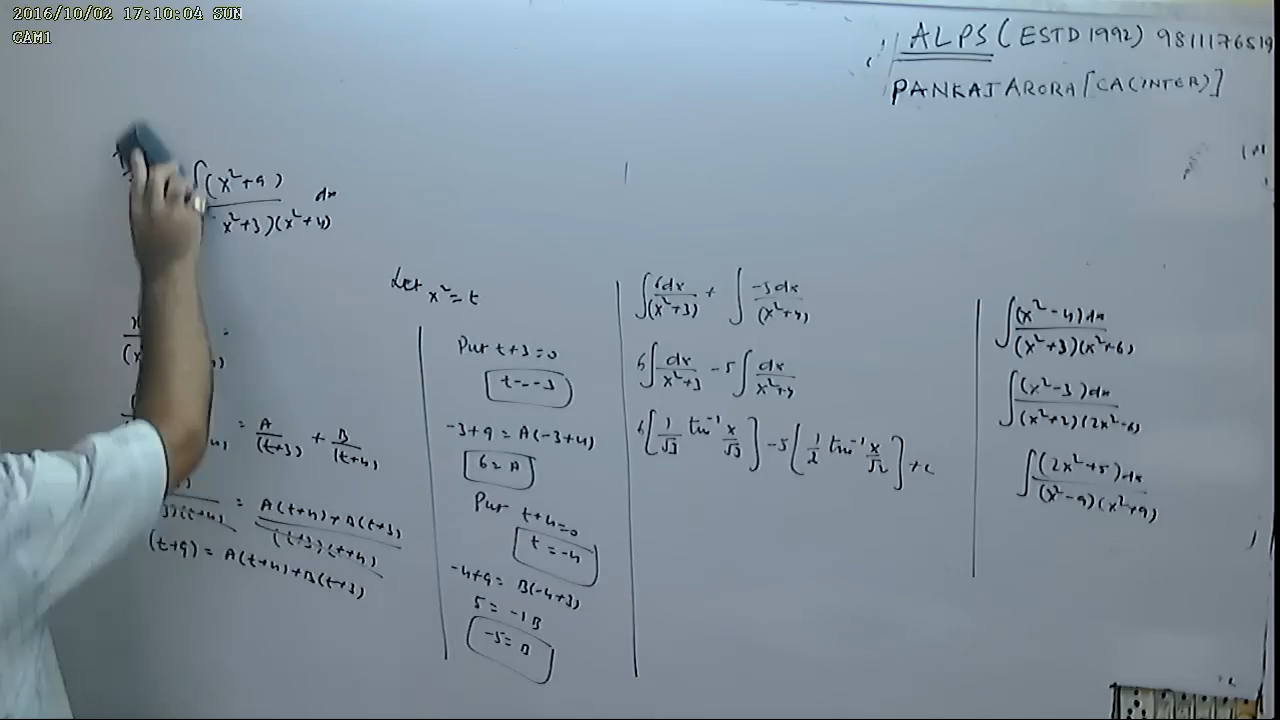 2016/10/02 17:10:04 SUN
CAM1
ALPS (ESTD 1992) 9811176519
PANKAJ ARORA [CA(INTER)]
∫ (x²+9) / x²+3)(x²+4) dx
= A/(t+3) + B/(t+4)
3)(t+4) = A(t+4)+B(t+3) / (t+3)(t+4)
(t+9) = A(t+4)+B(t+3)
Let x² = t
Put t+3=0
t=-3
-3+9 = A(-3+4)
6=A
Put t+4=0
t=-4
-4+9 = B(-4+3)
5 = -1B
-5 = B
∫ 6dx/(x²+3) + ∫ -5dx/(x²+4)
6∫ dx/x²+3 - 5∫ dx/x²+4
6[1/√3 tan⁻¹ x/√3] - 5[1/2 tan⁻¹ x/√2] + c
∫ (x²-4)dx / (x²+3)(x²+6)
∫ (x²-3)dx / (x²+2)(2x²-6)
∫ (2x²+5)dx / (x²-9)(x²+9)